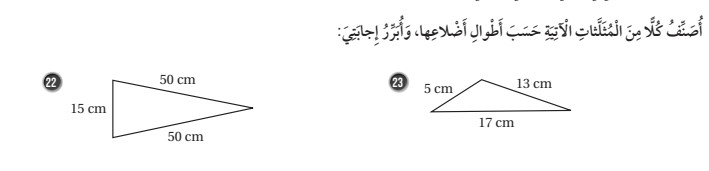 أُصَنِّفُ كُلًّا مِنَ الْمُثَلَّثاتِ الْآتِيَةِ حَسَبَ أَطْوالِ أَضْلاعِها، وَأُبَرِّرُ إِجابَتِيَ:
22
50 cm
15 cm
50 cm
23
5 cm
13 cm
17 cm